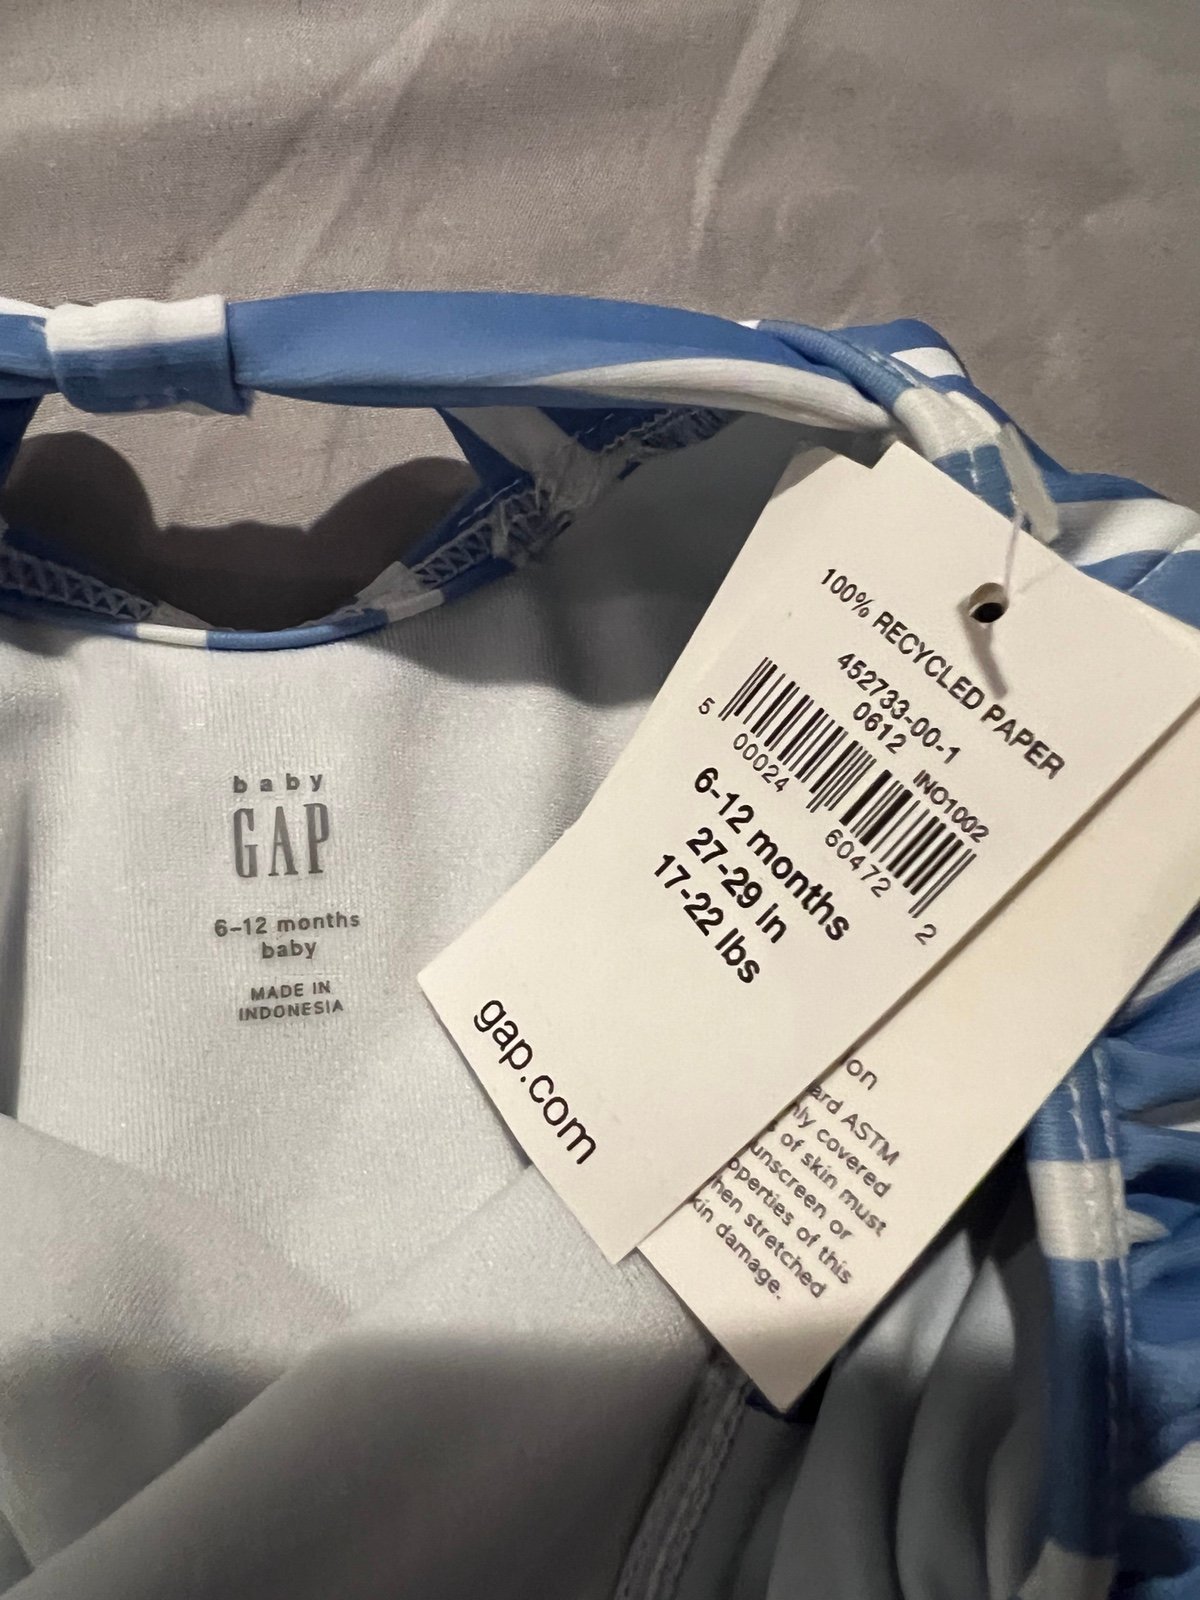 baby
GAP
6-12 months
baby
MADE IN
INDONESIA
100% RECYCLED PAPER
452733-00-1
0612
INO1002
5 00024 60472 2
6-12 months
27-29 in
17-22 lbs
gap.com
on
ard ASTM
nly covered
s of skin must
unscreen or
operties of this
hen stretched
kin damage.